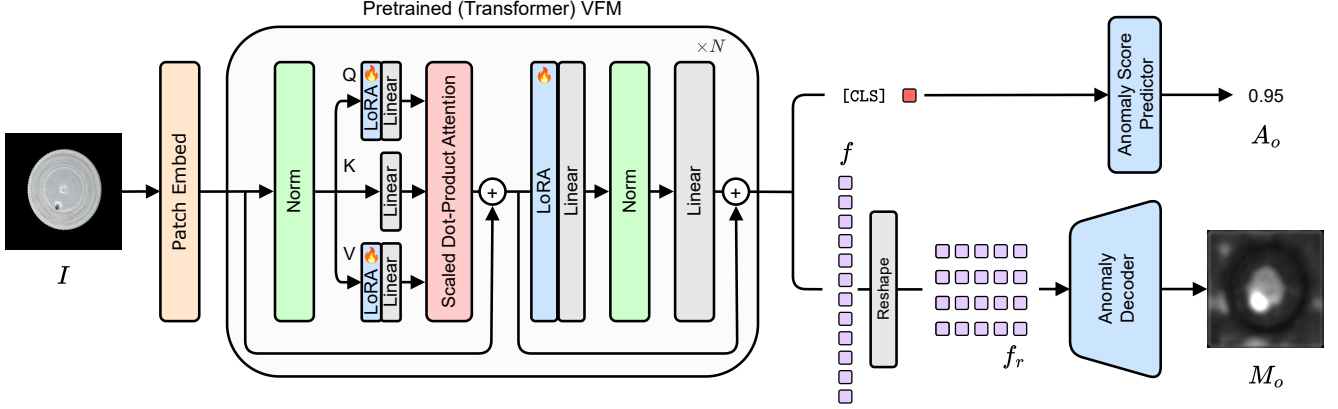 Pretrained (Transformer) VFM
×N
I
Patch Embed
Norm
Q
LoRA
Linear
K
Linear
V
LoRA
Linear
Scaled Dot-Product Attention
+
LoRA
Linear
Norm
Linear
+
[CLS]
f
Reshape
f_r
Anomaly Score
Predictor
0.95
A_o
Anomaly
Decoder
M_o